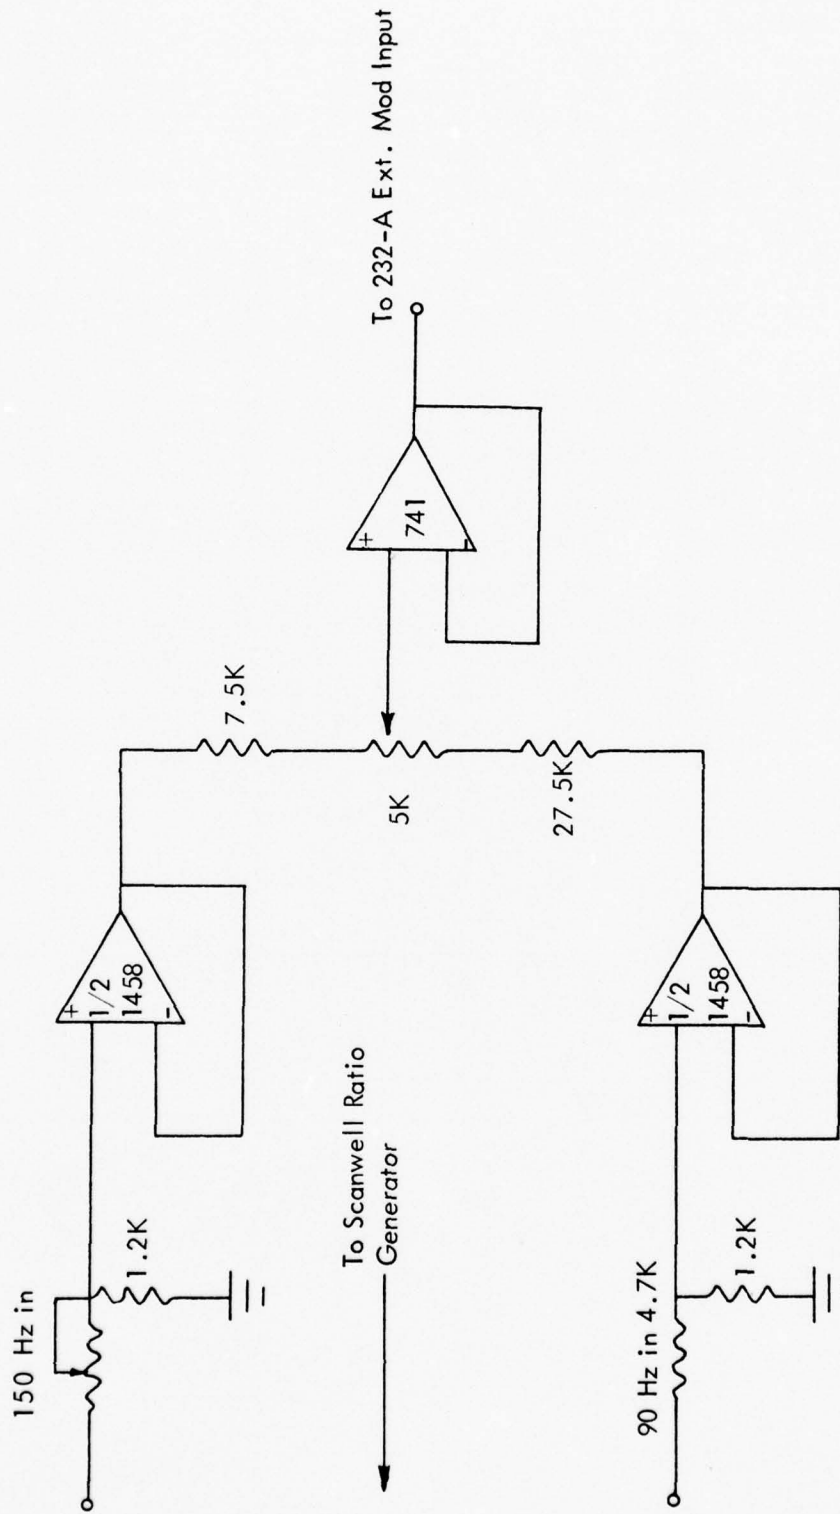 150 Hz in
1.2K
+
1/2
1458
-
7.5K
5K
27.5K
+
741
-
To 232-A Ext. Mod Input
To Scanwell Ratio
Generator
90 Hz in 4.7K
1.2K
+
1/2
1458
-